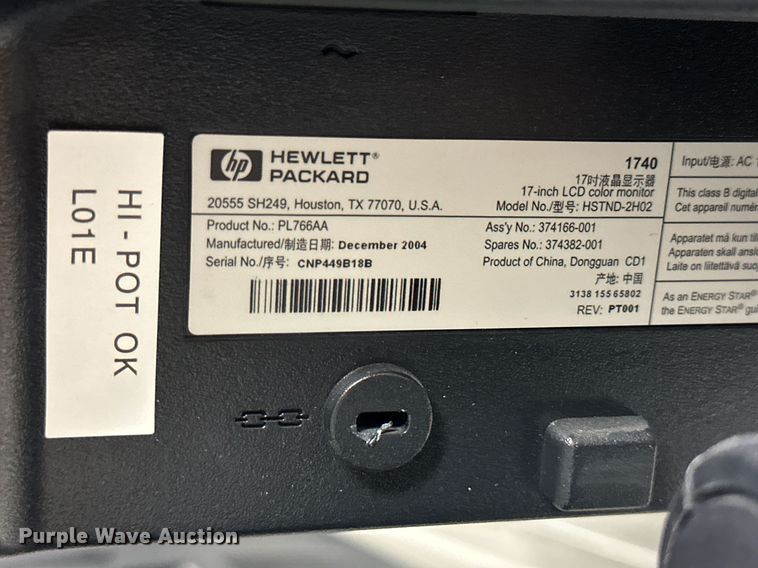 HI-POT OK
L01E
hp HEWLETT®
PACKARD
20555 SH249, Houston, TX 77070, U.S.A.
1740
17吋液晶显示器
17-inch LCD color monitor
Model No./型号: HSTND-2H02
Product No.: PL766AA
Manufactured/制造日期: December 2004
Serial No./序号: CNP449B18B
Ass'y No.: 374166-001
Spares No.: 374382-001
Product of China, Dongguan CD1
产地: 中国
3138 155 65802
REV: PT001
Input/电源: AC
This class B digital
Cet appareil numér
Apparatet må kun til
Apparaten skall ansl
Laite on liitettävä suo
As an ENERGY STAR®
the ENERGY STAR® gui
Purple Wave Auction